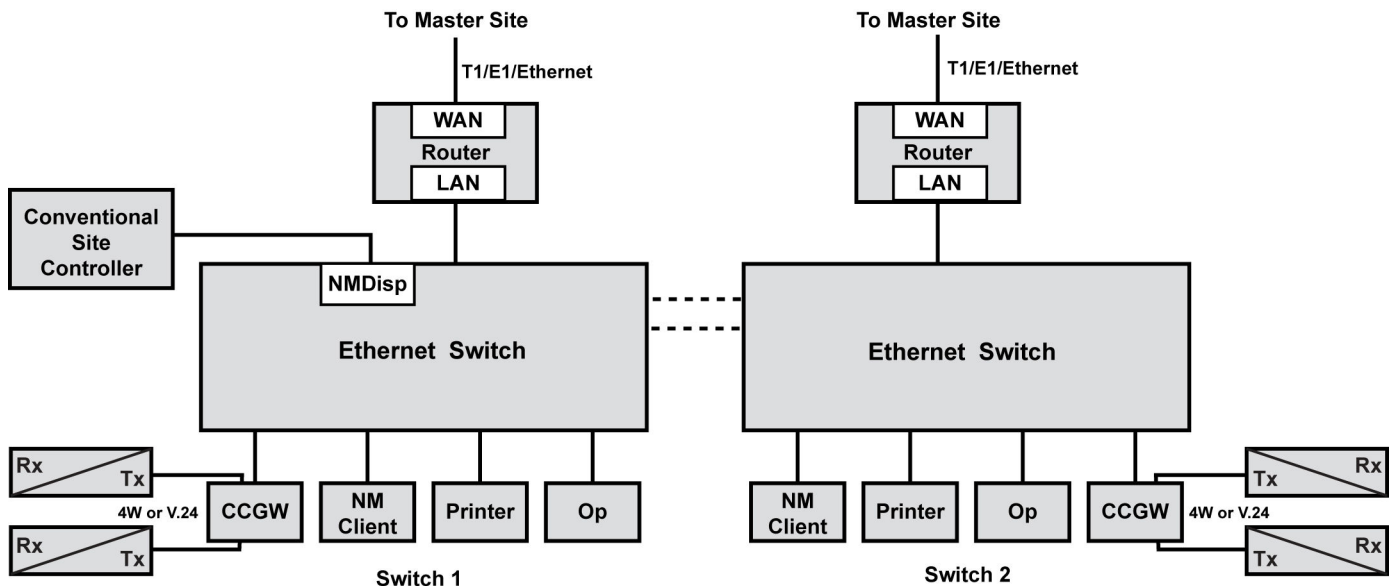 To Master Site
T1/E1/Ethernet
WAN
Router
LAN
Conventional
Site
Controller
NMDisp
Ethernet Switch
Rx
Tx
4W or V.24
Rx
Tx
CCGW
NM
Client
Printer
Op
Switch 1
To Master Site
T1/E1/Ethernet
WAN
Router
LAN
Ethernet Switch
NM
Client
Printer
Op
CCGW
Rx
Tx
4W or V.24
Rx
Tx
Switch 2